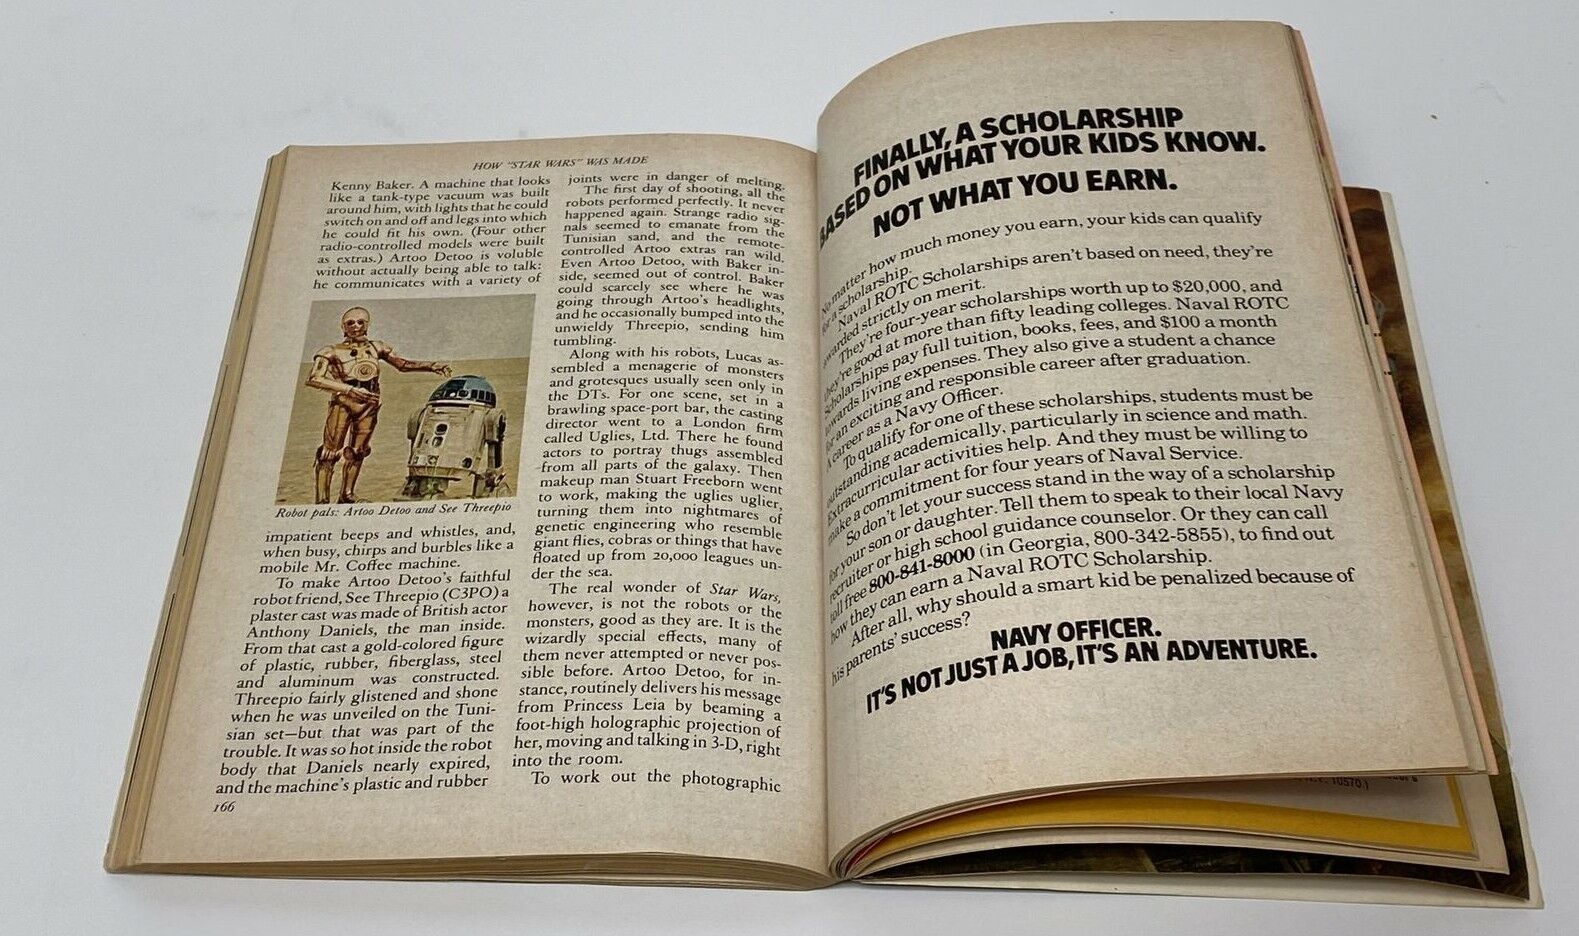 HOW "STAR WARS" WAS MADE
Kenny Baker. A machine that looks
like a tank-type vacuum was built
around him, with lights that he could
switch on and off and legs into which
he could fit his own. (Four other
radio-controlled models were built
as extras.) Artoo Detoo is voluble
without actually being able to talk:
he communicates with a variety of
Robot pals: Artoo Detoo and See Threepio
impatient beeps and whistles, and,
when busy, chirps and burbles like a
mobile Mr. Coffee machine.
To make Artoo Detoo's faithful
robot friend, See Threepio (C3PO) a
plaster cast was made of British actor
Anthony Daniels, the man inside.
From that cast a gold-colored figure
of plastic, rubber, fiberglass, steel
and aluminum was constructed.
Threepio fairly glistened and shone
when he was unveiled on the Tuni-
sian set—but that was part of the
trouble. It was so hot inside the robot
body that Daniels nearly expired,
and the machine's plastic and rubber
166
joints were in danger of melting.
The first day of shooting, all the
robots performed perfectly. It never
happened again. Strange radio sig-
nals seemed to emanate from the
Tunisian sand, and the remote-
controlled Artoo extras ran wild.
Even Artoo Detoo, with Baker in-
side, seemed out of control. Baker
could scarcely see where he was
going through Artoo's headlights,
and he occasionally bumped into the
unwieldy Threepio, sending him
tumbling.
Along with his robots, Lucas as-
sembled a menagerie of monsters
and grotesques usually seen only in
the DTs. For one scene, set in a
brawling space-port bar, the casting
director went to a London firm
called Uglies, Ltd. There he found
actors to portray thugs assembled
from all parts of the galaxy. Then
makeup man Stuart Freeborn went
to work, making the uglies uglier,
turning them into nightmares of
genetic engineering who resemble
giant flies, cobras or things that have
floated up from 20,000 leagues un-
der the sea.
The real wonder of Star Wars,
however, is not the robots or the
monsters, good as they are. It is the
wizardly special effects, many of
them never attempted or never pos-
sible before. Artoo Detoo, for in-
stance, routinely delivers his message
from Princess Leia by beaming a
foot-high holographic projection of
her, moving and talking in 3-D, right
into the room.
To work out the photographic
FINALLY, A SCHOLARSHIP
BASED ON WHAT YOUR KIDS KNOW.
NOT WHAT YOU EARN.
No matter how much money you earn, your kids can qualify
for a scholarship.
Naval ROTC Scholarships aren't based on need, they're
awarded strictly on merit.
They're four-year scholarships worth up to $20,000, and
they're good at more than fifty leading colleges. Naval ROTC
Scholarships pay full tuition, books, fees, and $100 a month
towards living expenses. They also give a student a chance
for an exciting and responsible career after graduation.
A career as a Navy Officer.
To qualify for one of these scholarships, students must be
outstanding academically, particularly in science and math.
Extracurricular activities help. And they must be willing to
make a commitment for four years of Naval Service.
So don't let your success stand in the way of a scholarship
for your son or daughter. Tell them to speak to their local Navy
recruiter or high school guidance counselor. Or they can call
toll free 800-841-8000 (in Georgia, 800-342-5855), to find out
how they can earn a Naval ROTC Scholarship.
After all, why should a smart kid be penalized because of
his parents' success?
NAVY OFFICER.
IT'S NOT JUST A JOB, IT'S AN ADVENTURE.
10570.)